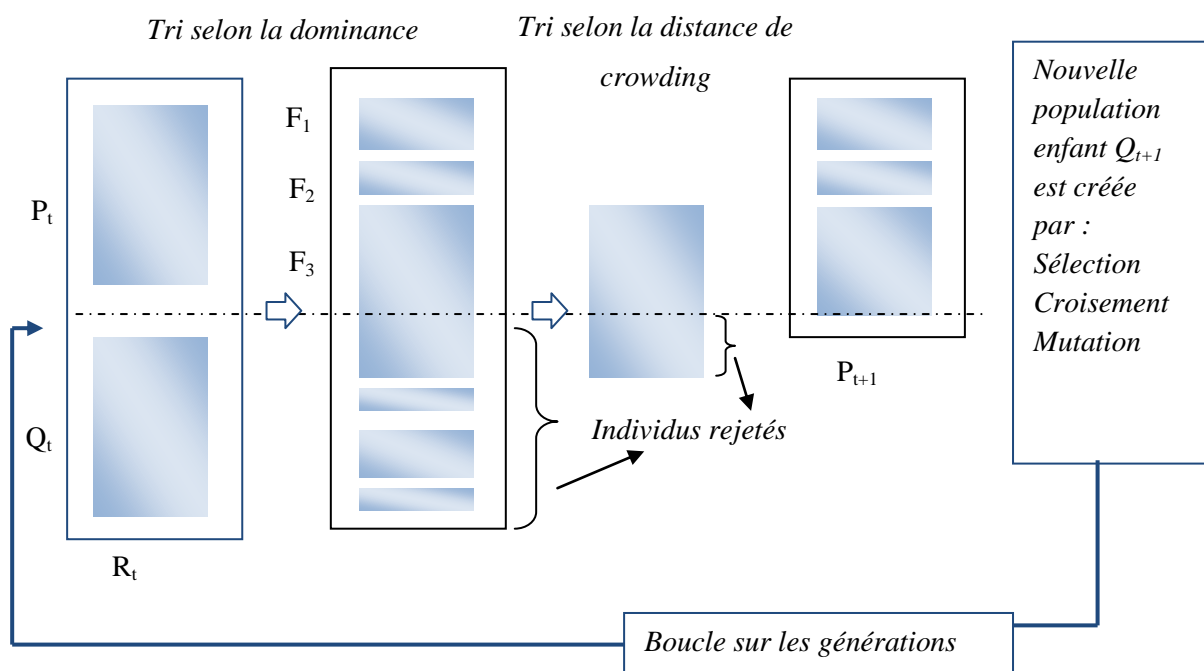 Tri selon la dominance
Tri selon la distance de
crowding
Nouvelle
population
enfant Qt+1
est créée
par :
Sélection
Croisement
Mutation
F1
F2
F3
Pt
Qt
Rt
Pt+1
Individus rejetés
Boucle sur les générations